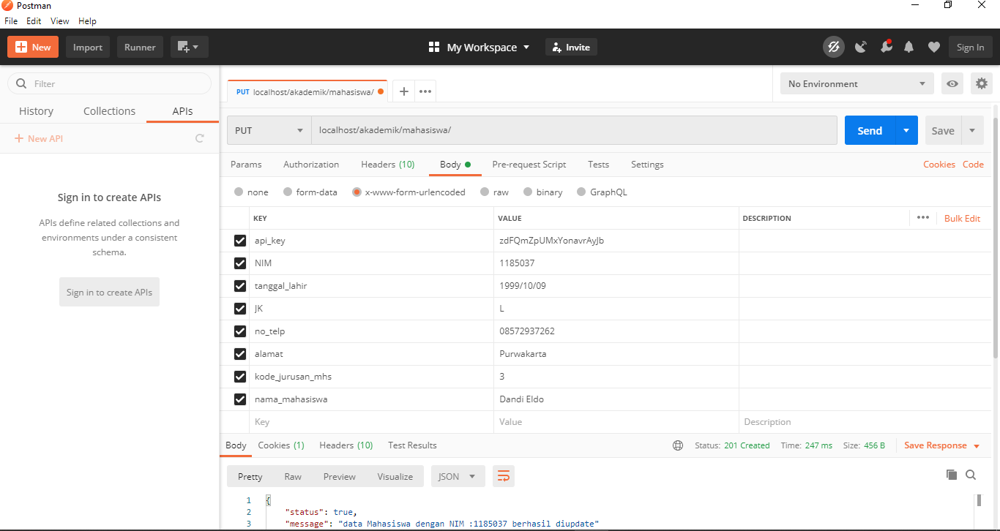 Postman
File Edit View Help
New Import Runner My Workspace Invite Sign In
Filter
History Collections APIs
New API
Sign in to create APIs
APIs define related collections and
environments under a consistent
schema.
Sign in to create APIs
PUT localhost/akademik/mahasiswa/
No Environment
PUT localhost/akademik/mahasiswa/ Send Save
Params Authorization Headers (10) Body Pre-request Script Tests Settings Cookies Code
none form-data x-www-form-urlencoded raw binary GraphQL
KEY VALUE DESCRIPTION Bulk Edit
api_key zdFQmZpUMxYonavrAyJb
NIM 1185037
tanggal_lahir 1999/10/09
JK L
no_telp 08572937262
alamat Purwakarta
kode_jurusan_mhs 3
nama_mahasiswa Dandi Eldo
Key Value Description
Body Cookies (1) Headers (10) Test Results Status: 201 Created Time: 247 ms Size: 456 B Save Response
Pretty Raw Preview Visualize JSON
1 {
2 "status": true,
3 "message": "data Mahasiswa dengan NIM :1185037 berhasil diupdate"